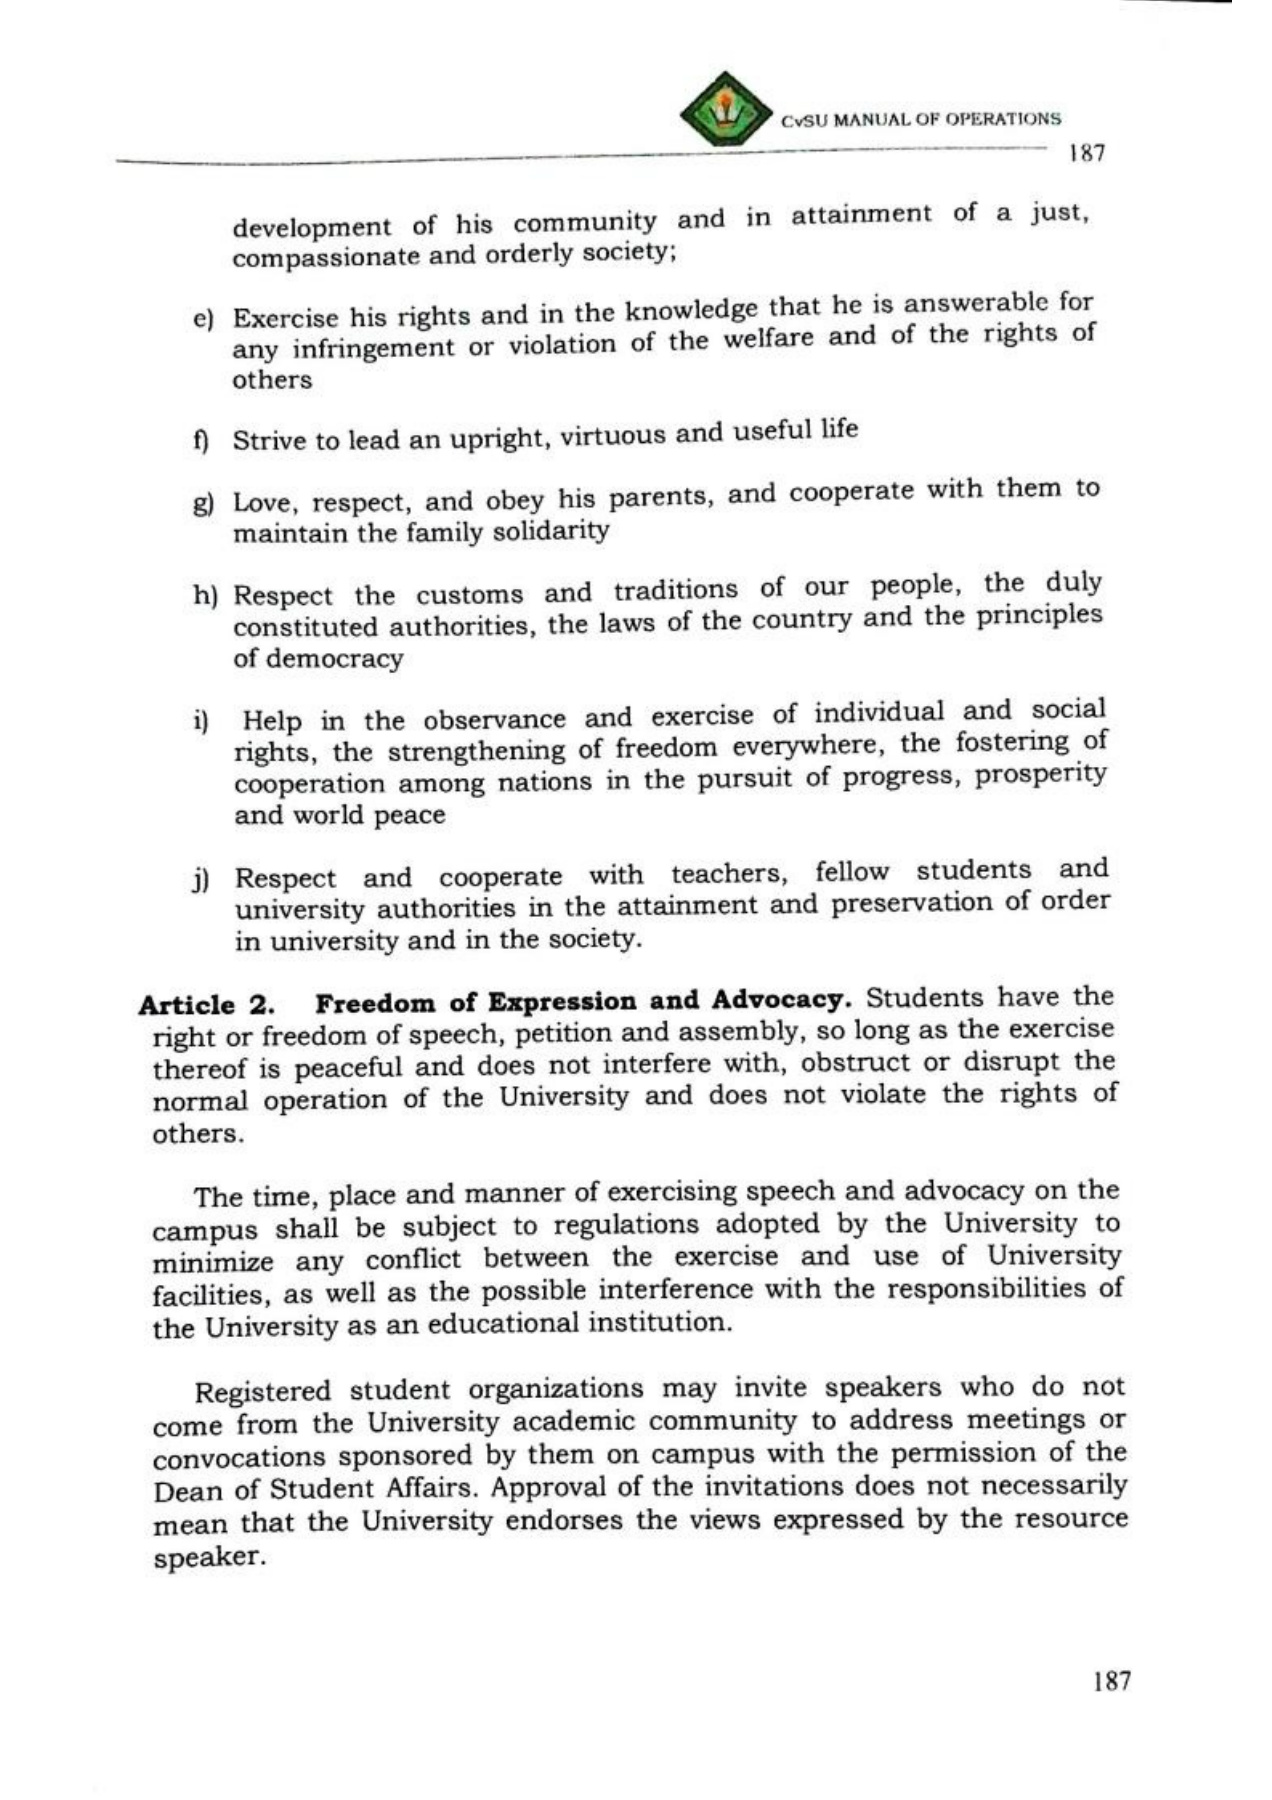 CvSU MANUAL OF OPERATIONS
187
development of his community and in attainment of a just,
compassionate and orderly society;
e) Exercise his rights and in the knowledge that he is answerable for
any infringement or violation of the welfare and of the rights of
others
f) Strive to lead an upright, virtuous and useful life
g) Love, respect, and obey his parents, and cooperate with them to
maintain the family solidarity
h) Respect the customs and traditions of our people, the duly
constituted authorities, the laws of the country and the principles
of democracy
i) Help in the observance and exercise of individual and social
rights, the strengthening of freedom everywhere, the fostering of
cooperation among nations in the pursuit of progress, prosperity
and world peace
j) Respect and cooperate with teachers, fellow students and
university authorities in the attainment and preservation of order
in university and in the society.
Article 2. Freedom of Expression and Advocacy. Students have the
right or freedom of speech, petition and assembly, so long as the exercise
thereof is peaceful and does not interfere with, obstruct or disrupt the
normal operation of the University and does not violate the rights of
others.
The time, place and manner of exercising speech and advocacy on the
campus shall be subject to regulations adopted by the University to
minimize any conflict between the exercise and use of University
facilities, as well as the possible interference with the responsibilities of
the University as an educational institution.
Registered student organizations may invite speakers who do not
come from the University academic community to address meetings or
convocations sponsored by them on campus with the permission of the
Dean of Student Affairs. Approval of the invitations does not necessarily
mean that the University endorses the views expressed by the resource
speaker.
187